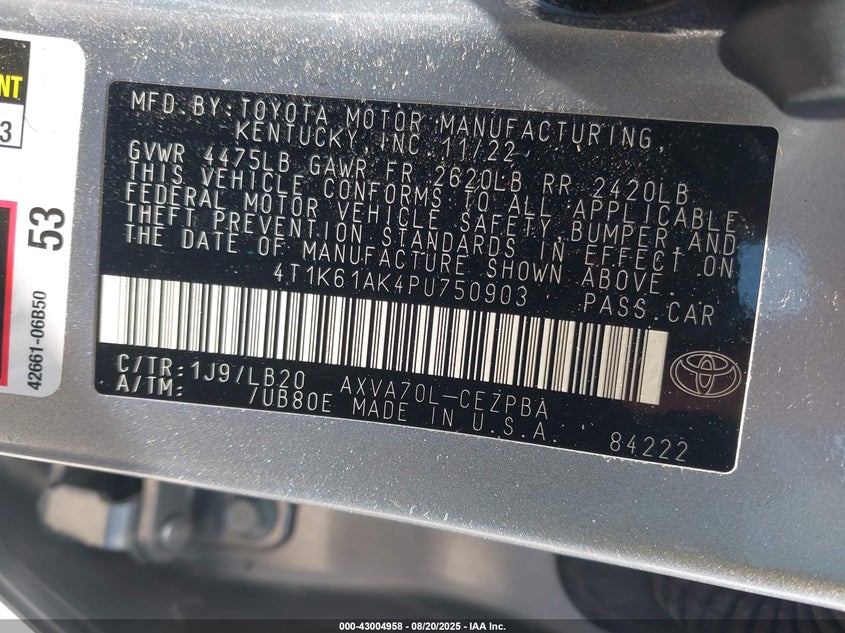 NT
3
53
42661-06B50
MFD. BY: TOYOTA MOTOR MANUFACTURING,
KENTUCKY, INC 11/22
GVWR 4475LB GAWR FR 2620LB RR 2420LB
THIS VEHICLE CONFORMS TO ALL APPLICABLE
FEDERAL MOTOR VEHICLE SAFETY, BUMPER, AND
THEFT PREVENTION STANDARDS IN EFFECT ON
THE DATE OF MANUFACTURE SHOWN ABOVE.
4T1K61AK4PU750903 PASS.CAR
C/TR: 1J9/LB20 AXVA70L-CEZPBA
A/TM: /UB80E MADE IN U.S.A.
84222
000-43004958 - 08/20/2025 - IAA Inc.